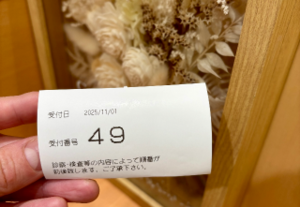 受付日 2025/11/01
受付番号 49
診察・検査等の内容によって順番が
前後致します。ご了承下さい。